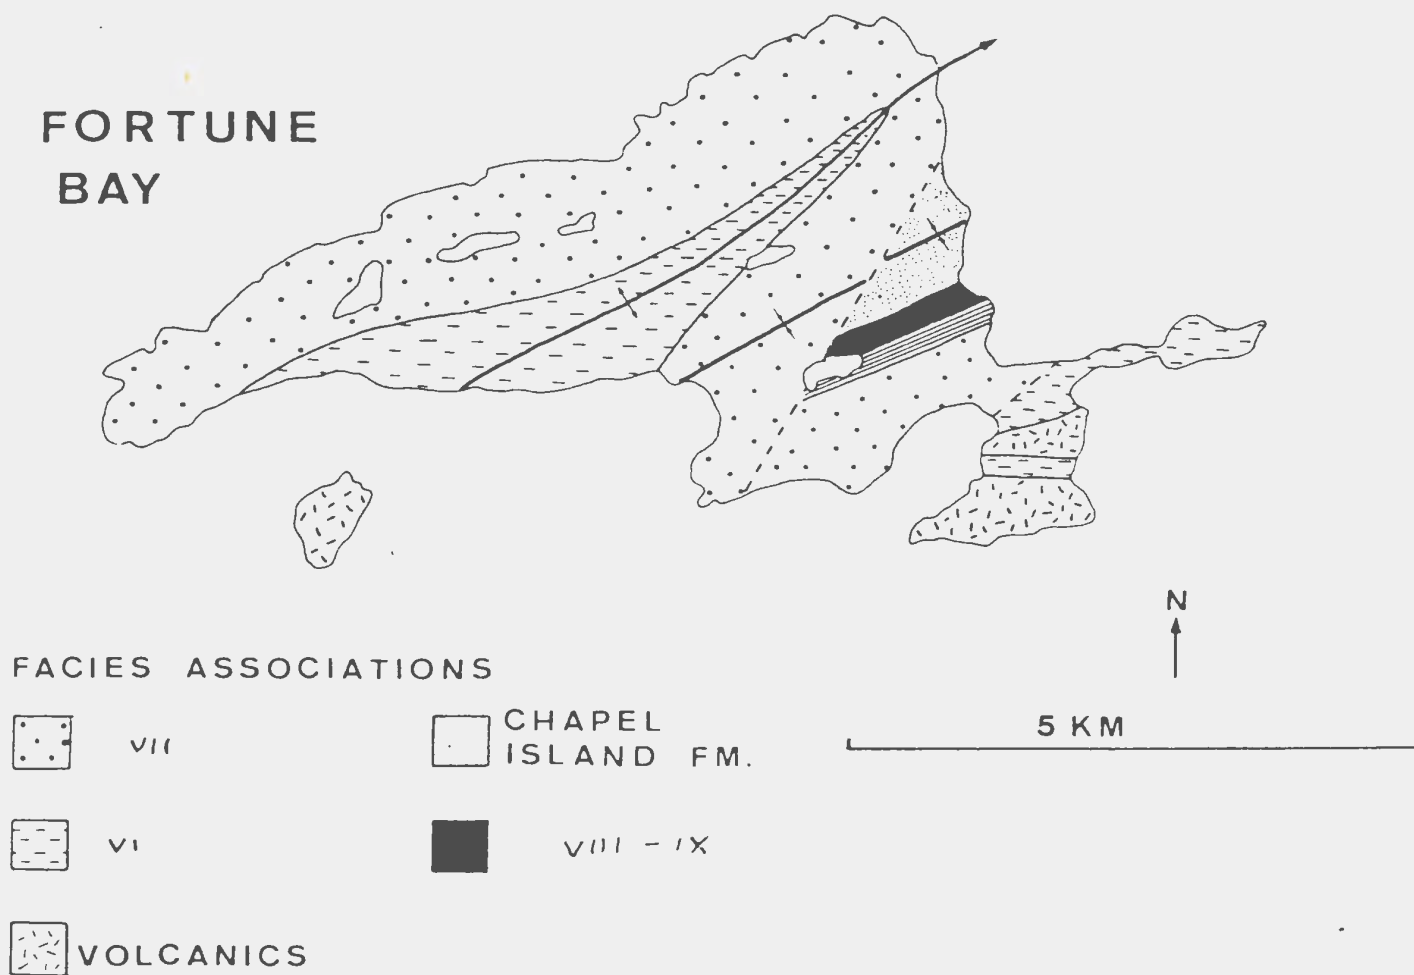 FORTUNE
BAY
N
FACIES ASSOCIATIONS
VII
CHAPEL
ISLAND FM.
5 KM
VI
VIII - IX
VOLCANICS